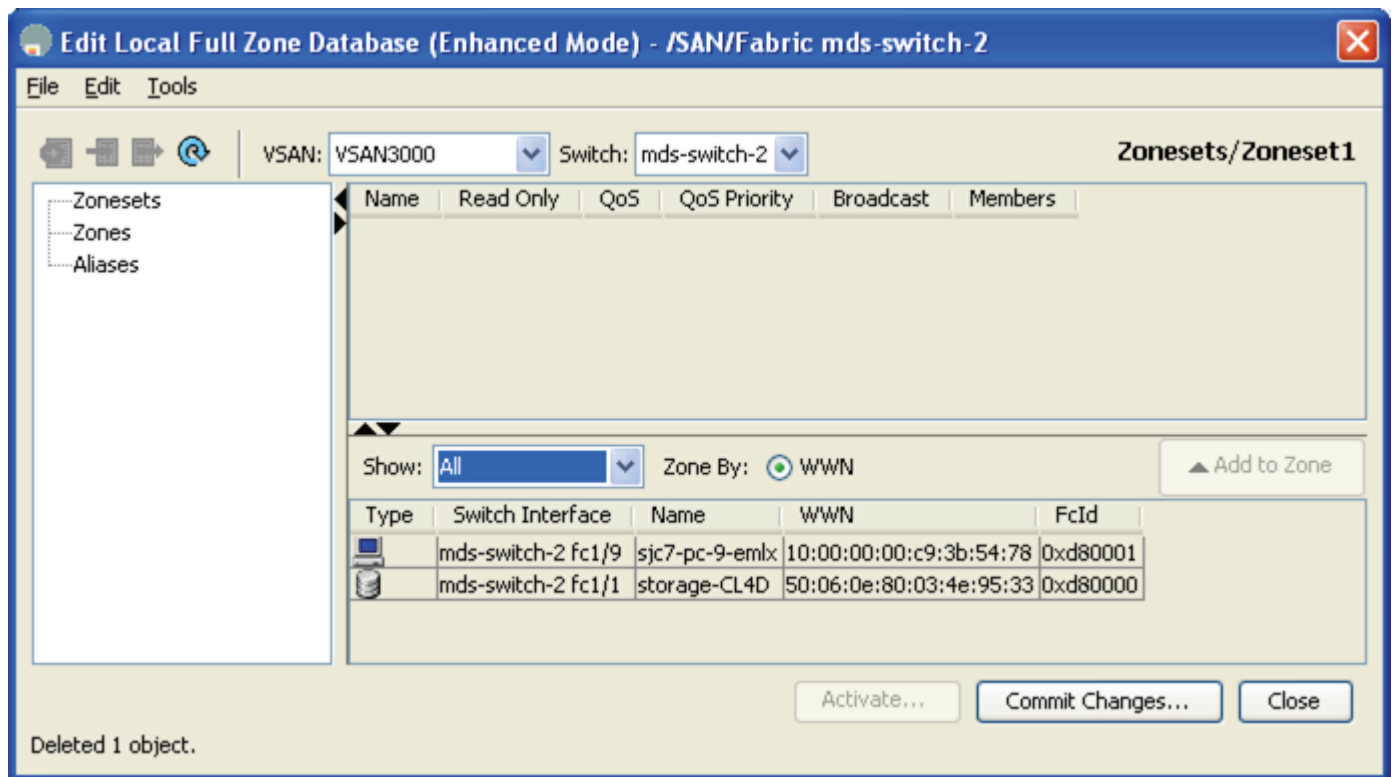 Edit Local Full Zone Database (Enhanced Mode) - /SAN/Fabric mds-switch-2
File Edit Tools
VSAN: VSAN3000 Switch: mds-switch-2 Zonesets/Zoneset1
Zonesets
Zones
Aliases
Name Read Only QoS QoS Priority Broadcast Members
Show: All Zone By: WWN Add to Zone
Type Switch Interface Name WWN FcId
mds-switch-2 fc1/9 sjc7-pc-9-emlx 10:00:00:00:c9:3b:54:78 0xd80001
mds-switch-2 fc1/1 storage-CL4D 50:06:0e:80:03:4e:95:33 0xd80000
Activate... Commit Changes... Close
Deleted 1 object.